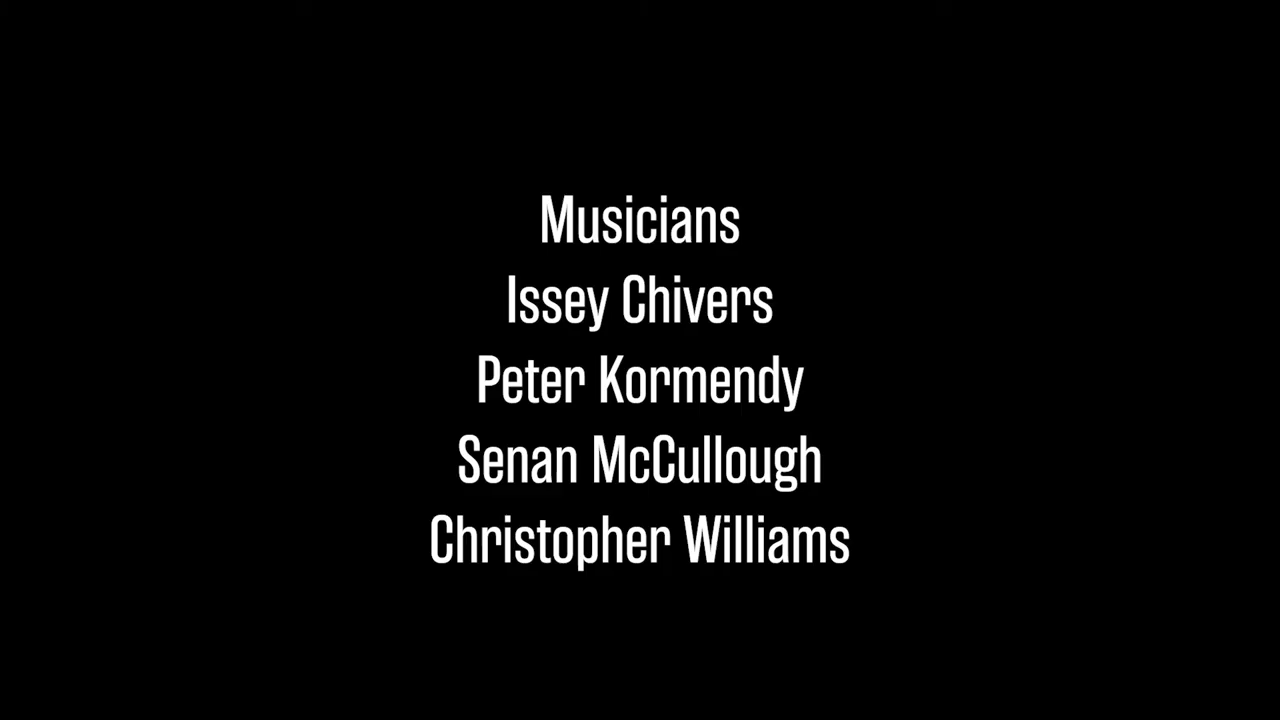 Musicians
Issey Chivers
Peter Kormendy
Senan McCullough
Christopher Williams